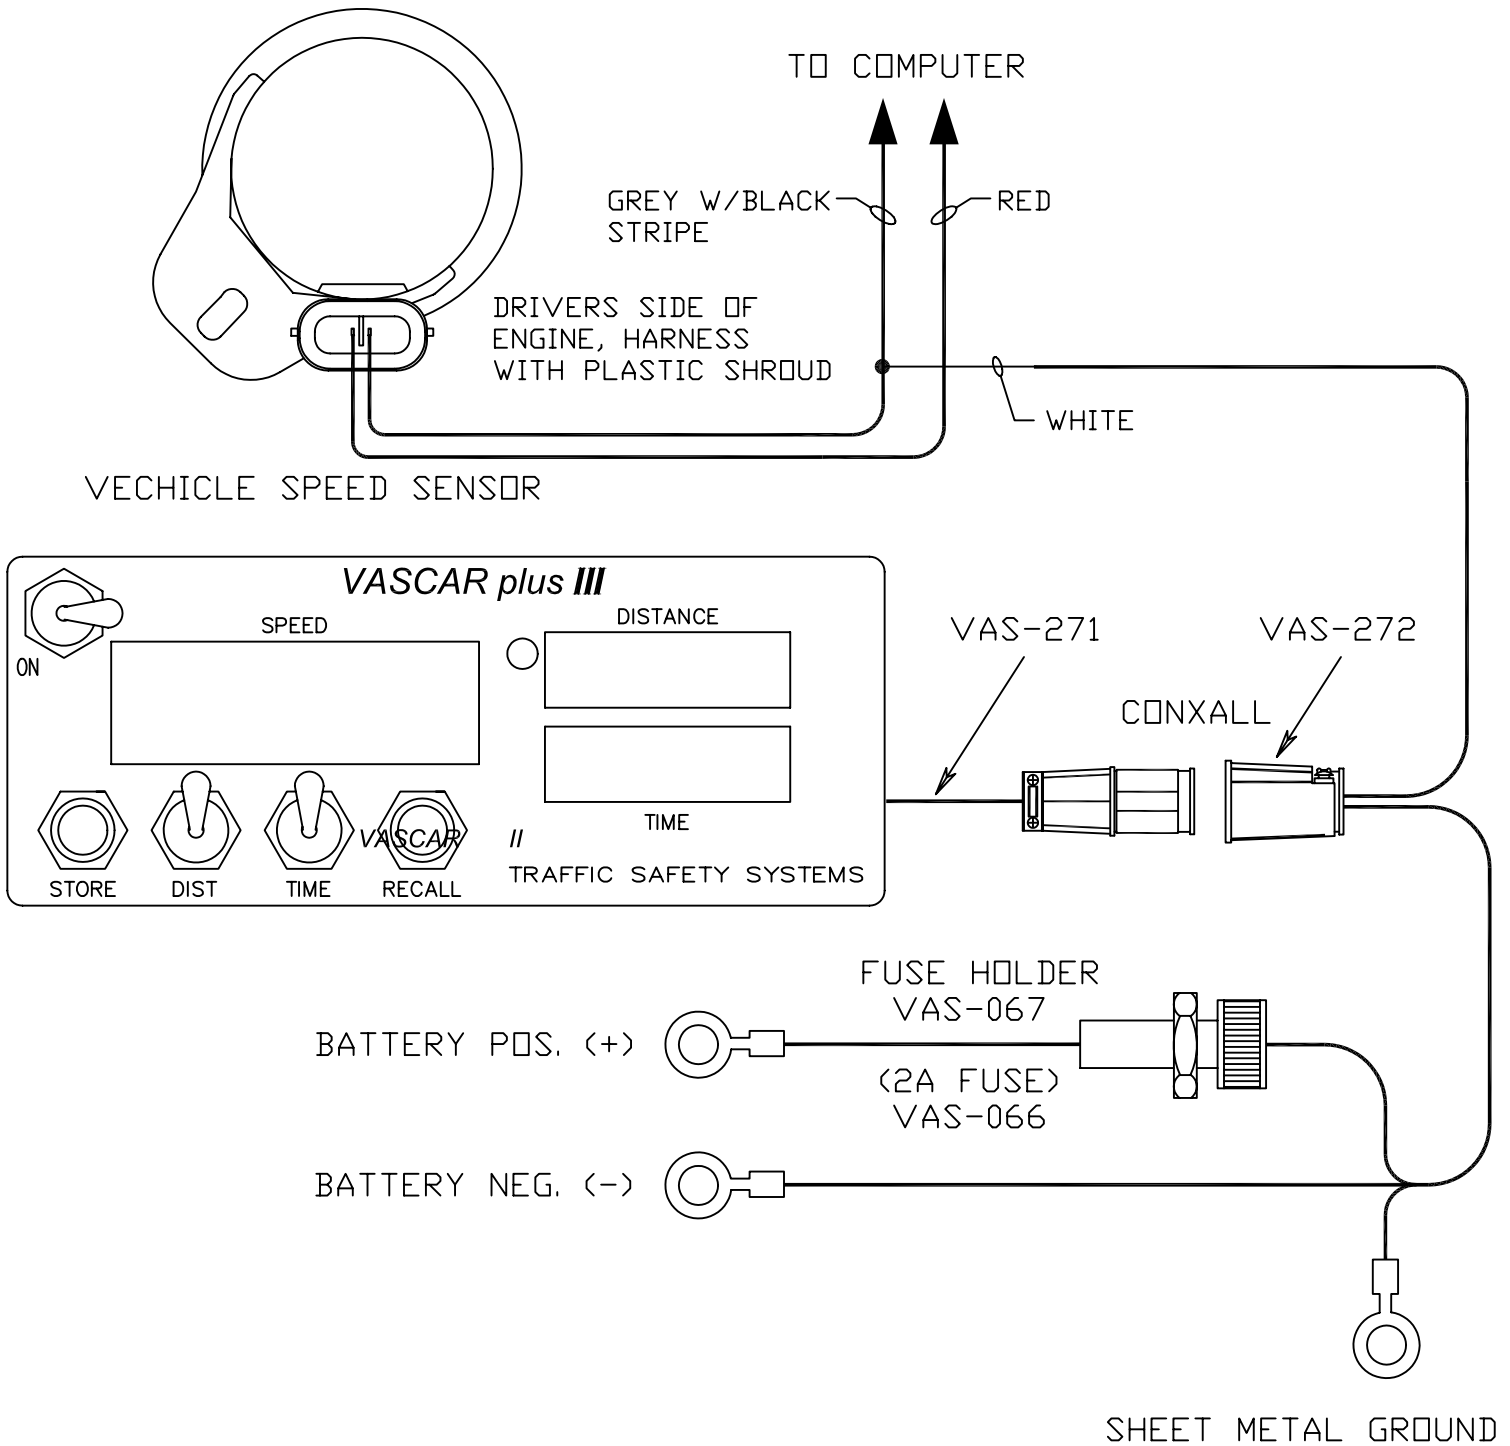 TO COMPUTER
GREY W/BLACK
STRIPE
RED
DRIVERS SIDE OF
ENGINE, HARNESS
WITH PLASTIC SHROUD
WHITE
VECHICLE SPEED SENSOR
VASCAR plus III
SPEED
DISTANCE
ON
TIME
VASCAR II
STORE
DIST
TIME
RECALL
TRAFFIC SAFETY SYSTEMS
VAS-271
VAS-272
CONXALL
FUSE HOLDER
VAS-067
BATTERY POS. (+)
(2A FUSE)
VAS-066
BATTERY NEG. (-)
SHEET METAL GROUND